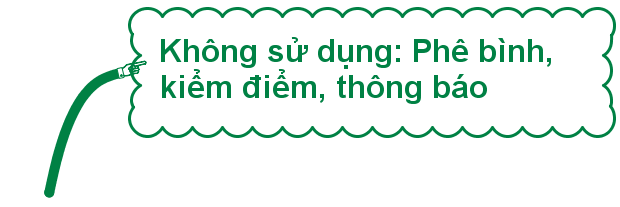 Không sử dụng: Phê bình,
kiểm điểm, thông báo